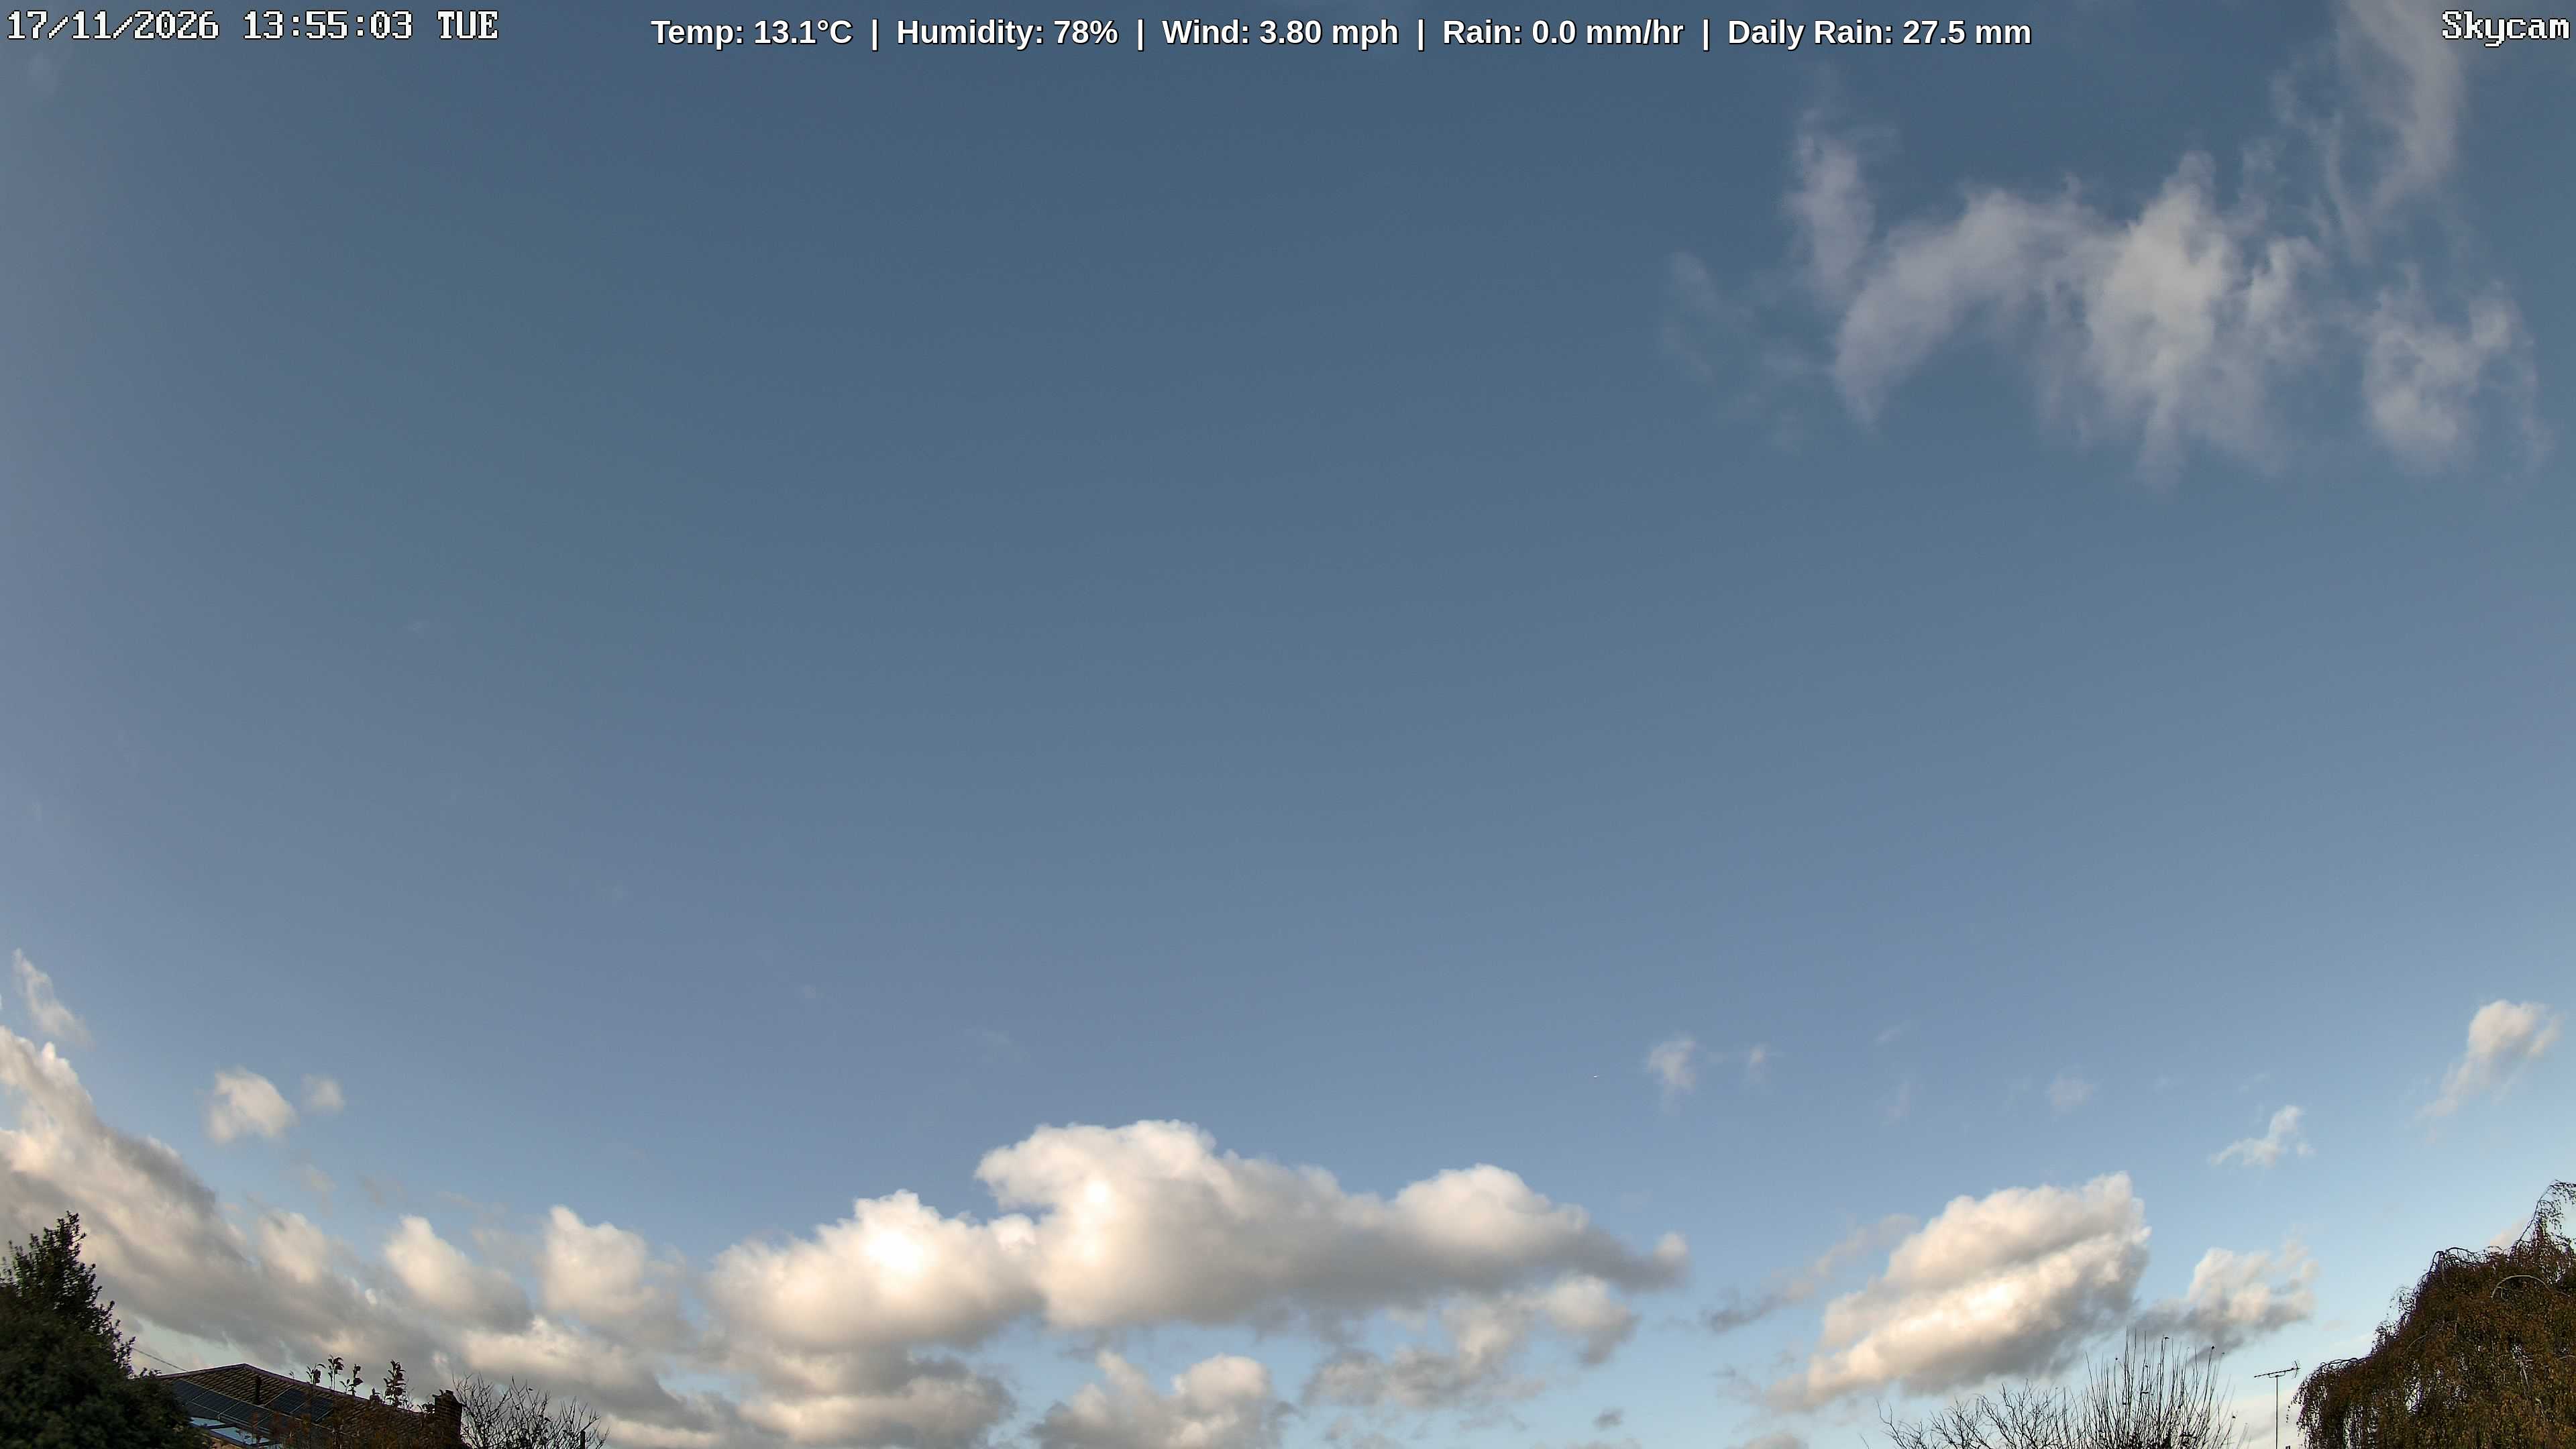 17/11/2026 13:55:03 TUE
Temp: 13.1°C | Humidity: 78% | Wind: 3.80 mph | Rain: 0.0 mm/hr | Daily Rain: 27.5 mm
Skycam